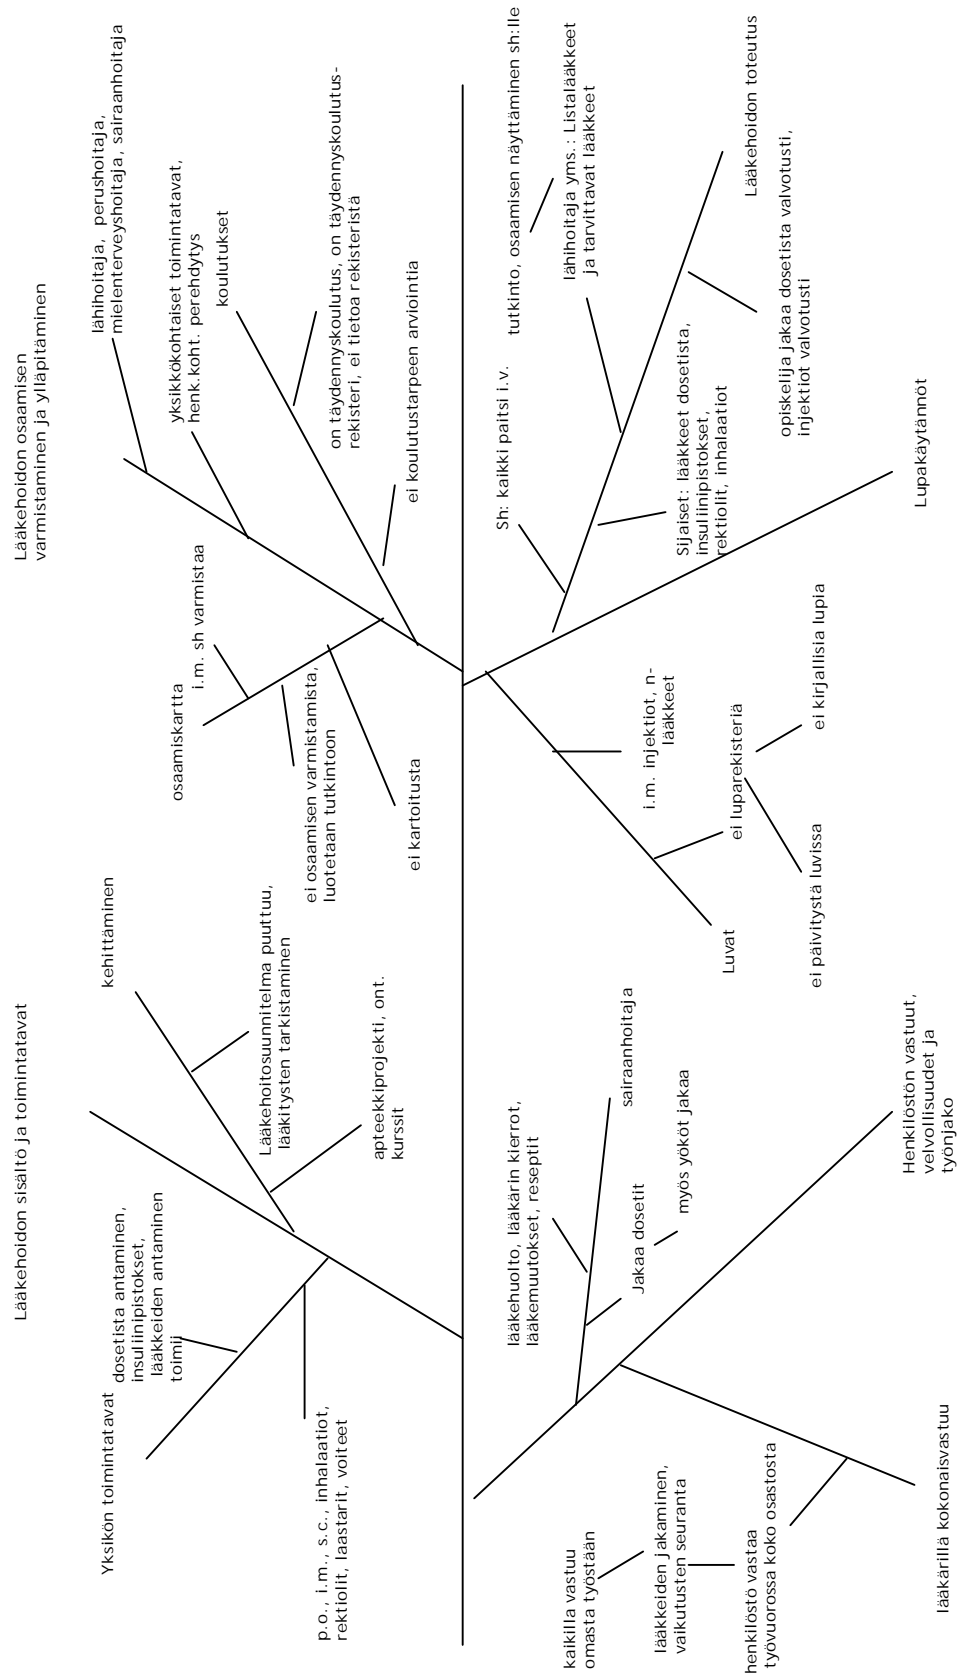 Lääkehoidon sisältö ja toimintatavat
Yksikön toimintatavat
dosetista antaminen,
insuliinipistokset,
lääkkeiden antaminen
toimii
p.o., i.m., s.c., inhalaatiot,
rektiolit, laastarit, voiteet
kehittäminen
Lääkehoitosuunnitelma puuttuu,
lääkitysten tarkistaminen
apteekkiprojekti, ont.
kurssit
Lääkehoidon osaamisen
varmistaminen ja ylläpitäminen
osaamiskartta
i.m. sh varmistaa
ei osaamisen varmistamista,
luotetaan tutkintoon
ei kartoitusta
lähihoitaja, perushoitaja,
mielenterveyshoitaja, sairaanhoitaja
yksikkökohtaiset toimintatavat,
henk.koht. perehdytys
koulutukset
on täydennyskoulutus, on täydennyskoulutus-
rekisteri, ei tietoa rekisteristä
ei koulutustarpeen arviointia
kaikilla vastuu
omasta työstään
lääkkeiden jakaminen,
vaikutusten seuranta
henkilöstö vastaa
työvuorossa koko osastosta
lääkärillä kokonaisvastuu
lääkehuolto, lääkärin kierrot,
lääkemuutokset, reseptit
sairaanhoitaja
Jakaa dosetit
myös yököt jakaa
Henkilöstön vastuut,
velvollisuudet ja
työnjako
Luvat
i.m. injektiot, n-
lääkkeet
ei luparekisteriä
ei päivitystä luvissa
ei kirjallisia lupia
Lupakäytännöt
Sh: kaikki paitsi i.v.
tutkinto, osaamisen näyttäminen sh:lle
lähihoitaja yms.: Listalääkkeet
ja tarvittavat lääkkeet
Sijaiset: lääkkeet dosetista,
insuliinipistokset,
rektiolit, inhalaatiot
Lääkehoidon toteutus
opiskelija jakaa dosetista valvotusti,
injektiot valvotusti